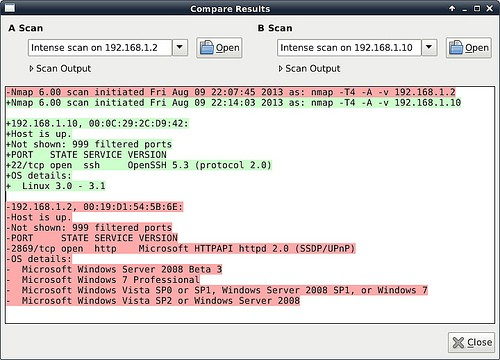 Compare Results
A Scan
B Scan
Intense scan on 192.168.1.2
Open
Intense scan on 192.168.1.10
Open
Scan Output
Scan Output
-Nmap 6.00 scan initiated Fri Aug 09 22:07:45 2013 as: nmap -T4 -A -v 192.168.1.2
+Nmap 6.00 scan initiated Fri Aug 09 22:14:03 2013 as: nmap -T4 -A -v 192.168.1.10
+192.168.1.10, 00:0C:29:2C:D9:42:
+Host is up.
+Not shown: 999 filtered ports
+PORT   STATE SERVICE VERSION
+22/tcp open  ssh     OpenSSH 5.3 (protocol 2.0)
+OS details:
+  Linux 3.0 - 3.1
-192.168.1.2, 00:19:D1:54:5B:6E:
-Host is up.
-Not shown: 999 filtered ports
-PORT     STATE SERVICE VERSION
-2869/tcp open  http    Microsoft HTTPAPI httpd 2.0 (SSDP/UPnP)
-OS details:
-  Microsoft Windows Server 2008 Beta 3
-  Microsoft Windows 7 Professional
-  Microsoft Windows Vista SP0 or SP1, Windows Server 2008 SP1, or Windows 7
-  Microsoft Windows Vista SP2 or Windows Server 2008
Close